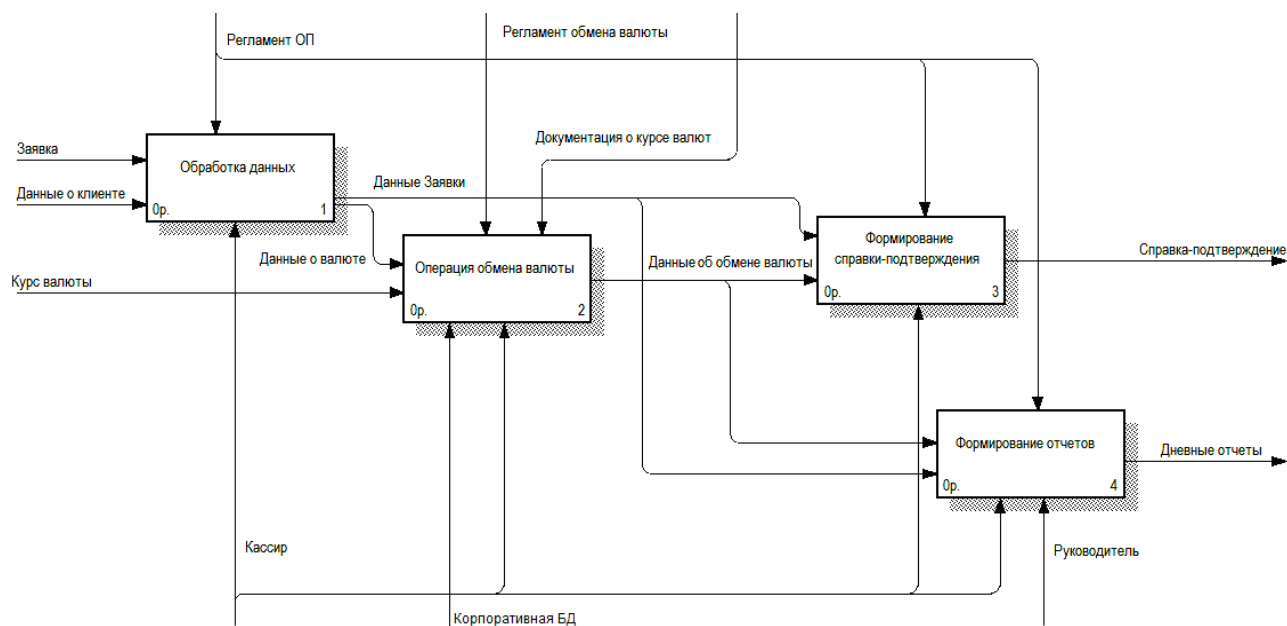 Регламент ОП
Регламент обмена валюты
Документация о курсе валют
Заявка
Обработка данных
Данные о клиенте
0р.
1
Данные Заявки
Данные о валюте
Операция обмена валюты
Данные об обмене валюты
Формирование
справки-подтверждения
Справка-подтверждение
Курс валюты
0р.
2
0р.
3
Формирование отчетов
Дневные отчеты
0р.
4
Кассир
Руководитель
Корпоративная БД